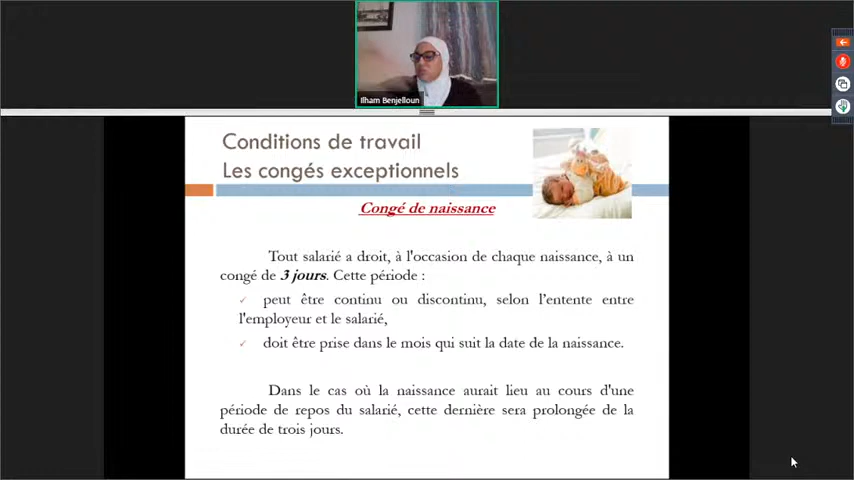 Ilham Benjelloun
Conditions de travail
Les congés exceptionnels
Congé de naissance
Tout salarié a droit, à l'occasion de chaque naissance, à un
congé de 3 jours. Cette période :
✓ peut être continu ou discontinu, selon l'entente entre
l'employeur et le salarié,
✓ doit être prise dans le mois qui suit la date de la naissance.
Dans le cas où la naissance aurait lieu au cours d'une
période de repos du salarié, cette dernière sera prolongée de la
durée de trois jours.